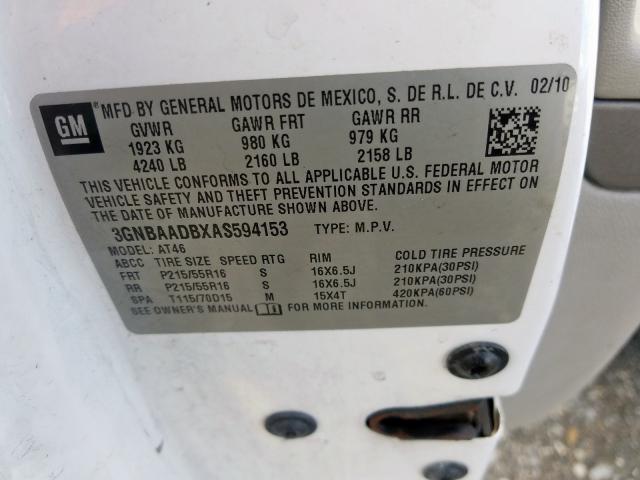 GM ® MFD BY GENERAL MOTORS DE MEXICO, S. DE R.L. DE C.V. 02/10
GVWR GAWR FRT GAWR RR
1923 KG 980 KG 979 KG
4240 LB 2160 LB 2158 LB
THIS VEHICLE CONFORMS TO ALL APPLICABLE U.S. FEDERAL MOTOR
VEHICLE SAFETY AND THEFT PREVENTION STANDARDS IN EFFECT ON
THE DATE OF MANUFACTURE SHOWN ABOVE.
3GNBAADBXAS594153 TYPE: M.P.V.
MODEL: AT46
ABCC TIRE SIZE SPEED RTG RIM COLD TIRE PRESSURE
FRT P215/55R16 S 16X6.5J 210KPA(30PSI)
RR P215/55R16 S 16X6.5J 210KPA(30PSI)
SPA T115/70D15 M 15X4T 420KPA(60PSI)
SEE OWNER'S MANUAL FOR MORE INFORMATION.